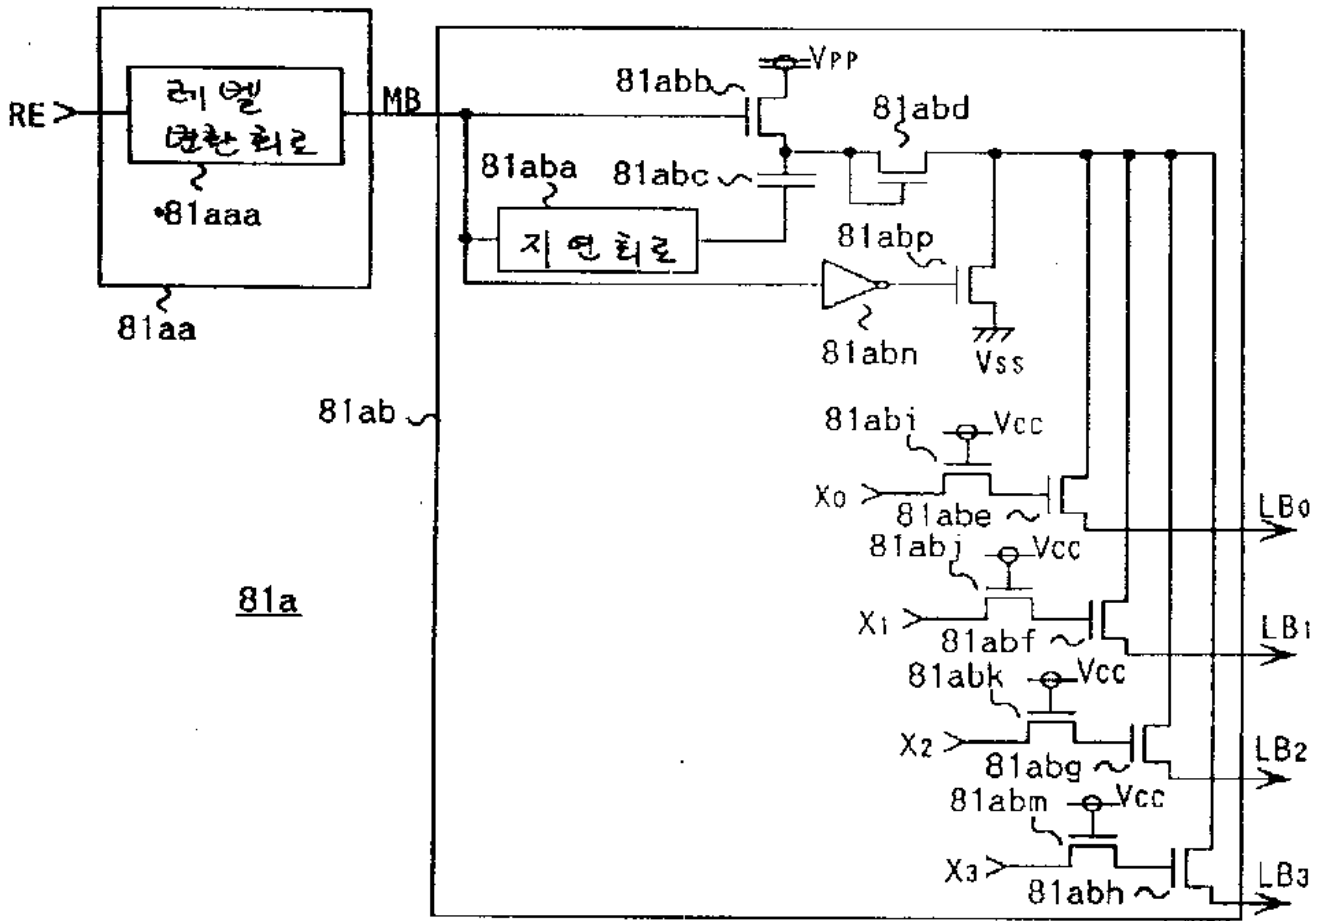 RE
레벨
변환회로
81aaa
81aa
MB
81abb
VPP
81abd
81aba
81abc
지연회로
81abp
81abn
VSS
81ab
81abi
VCC
X0
81abe
LB0
81abj
VCC
81a
X1
81abf
LB1
81abk
VCC
X2
81abg
LB2
81abm
VCC
X3
81abh
LB3